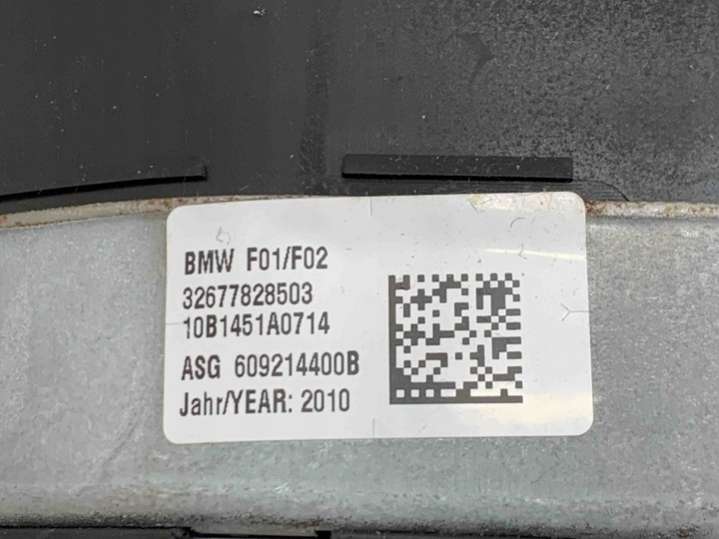 BMW F01/F02
32677828503
10B1451A0714
ASG 609214400B
Jahr/YEAR: 2010